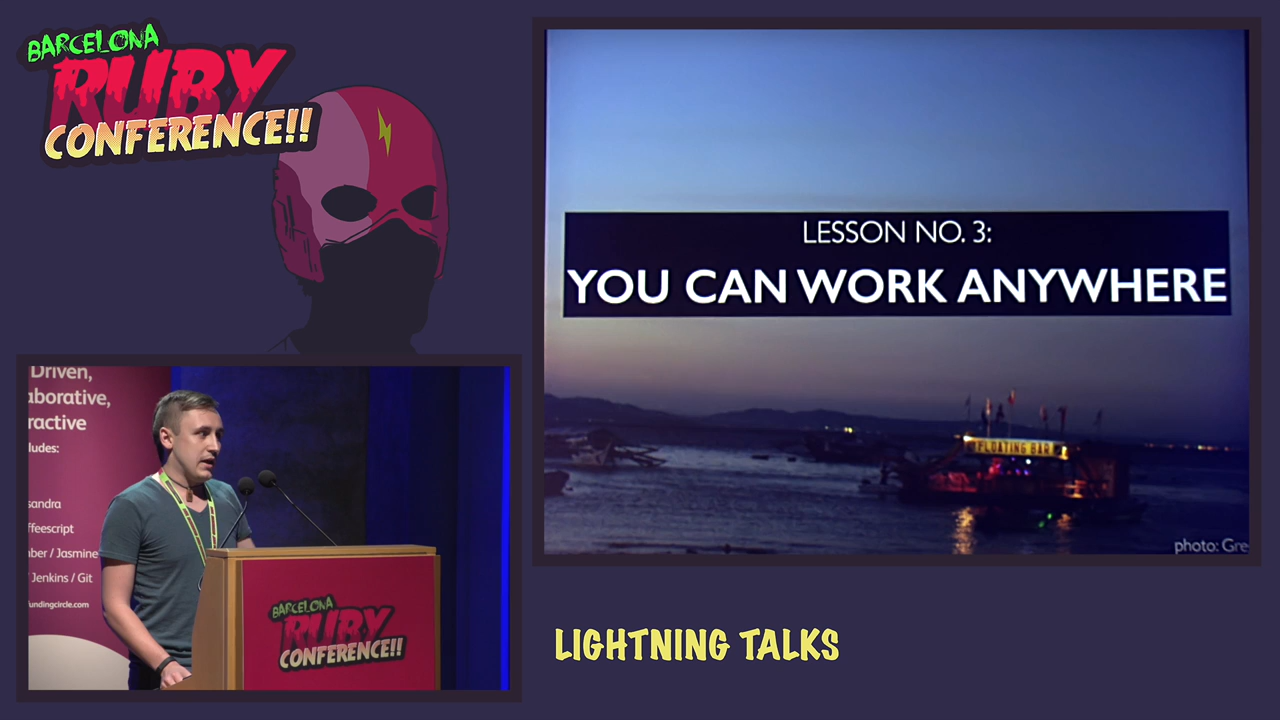 BARCELONA
RUBY
CONFERENCE!!
LESSON NO. 3:
YOU CAN WORK ANYWHERE
FLOATING BAR
photo: Gre
Driven,
aborative,
ractive
ludes:
sandra
ffeescript
ber / Jasmine
/ Jenkins / Git
undingcircle.com
BARCELONA
RUBY
CONFERENCE!!
LIGHTNING TALKS